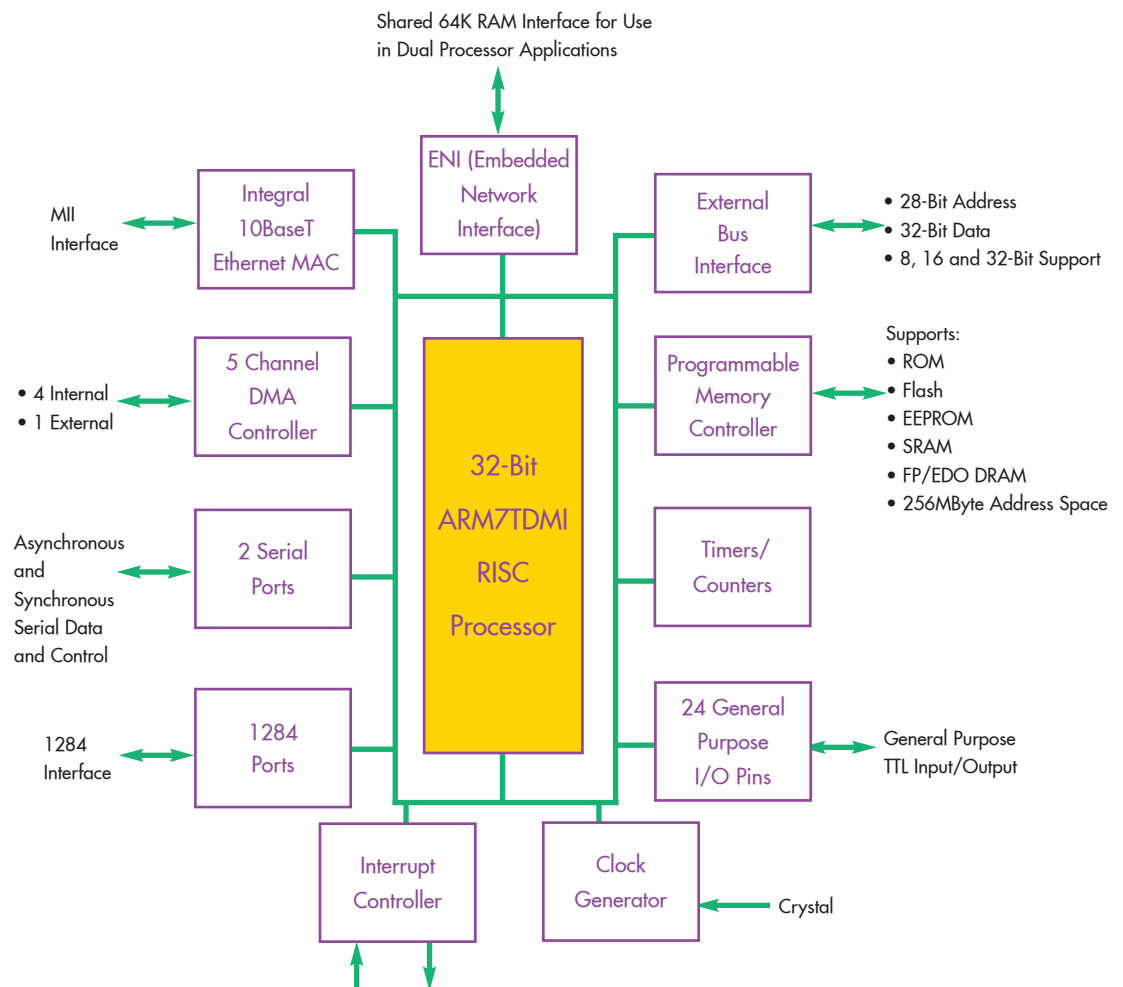 Shared 64K RAM Interface for Use
in Dual Processor Applications
ENI (Embedded
Network
Interface)
Integral
10BaseT
Ethernet MAC
MII
Interface
External
Bus
Interface
• 28-Bit Address
• 32-Bit Data
• 8, 16 and 32-Bit Support
5 Channel
DMA
Controller
• 4 Internal
• 1 External
Programmable
Memory
Controller
Supports:
• ROM
• Flash
• EEPROM
• SRAM
• FP/EDO DRAM
• 256MByte Address Space
32-Bit
ARM7TDMI
RISC
Processor
2 Serial
Ports
Asynchronous
and
Synchronous
Serial Data
and Control
Timers/
Counters
1284
Ports
1284
Interface
24 General
Purpose
I/O Pins
General Purpose
TTL Input/Output
Interrupt
Controller
Clock
Generator
Crystal